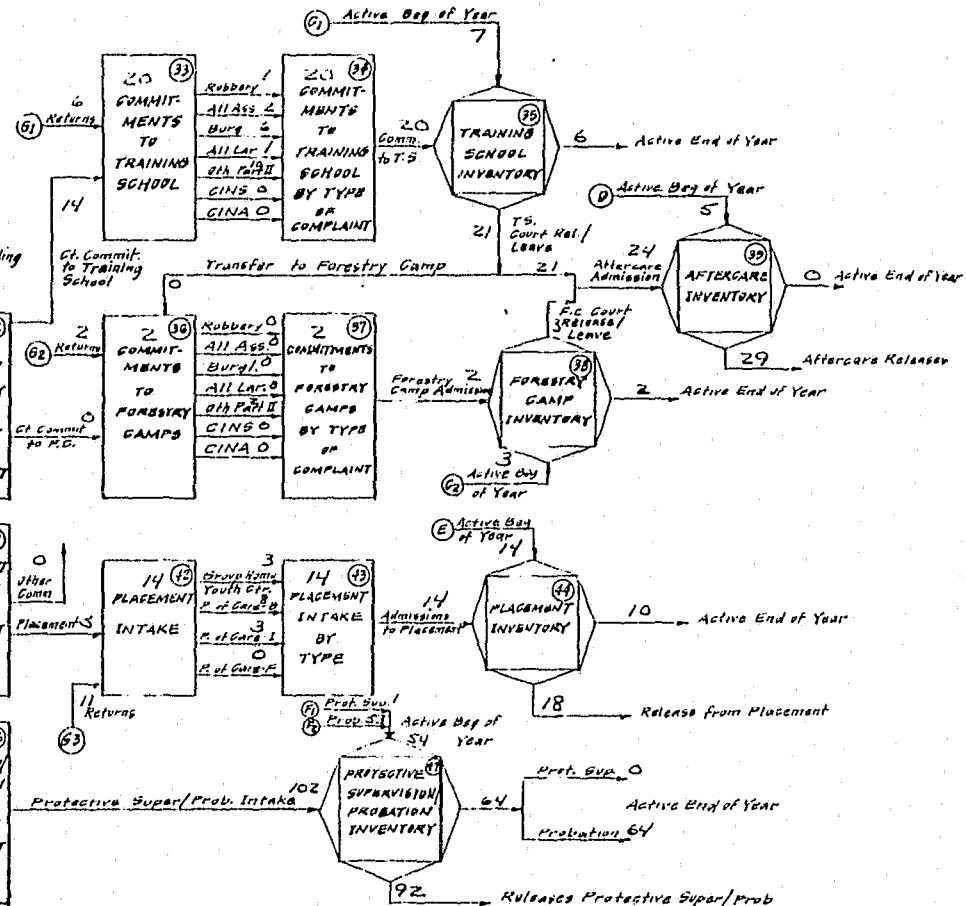 G1 Active Beg of Year
7
20 33
COMMIT-
MENTS
TO
TRAINING
SCHOOL
6
G1 Returns
14
Ct. Commit.
to Training
School
Robbery 1
All Ass 2
Burg 6
All Lar 1
Oth Part II 10
CINS 0
CINA 0
20 34
COMMIT-
MENTS
TO
TRAINING
SCHOOL
BY TYPE
OF
COMPLAINT
20
Comm.
to T.S
35
TRAINING
SCHOOL
INVENTORY
6 Active End of Year
21 T.S.
Court Rel./
Leave
D Active Beg of Year
5
Transfer to Forestry Camp
0
21
24
Aftercare
Admission
39
AFTERCARE
INVENTORY
0 Active End of Year
29 Aftercare Releases
2
G2 Returns
0
Ct Commit
to F.C.
2 36
COMMIT-
MENTS
TO
FORESTRY
CAMPS
Robbery 0
All Ass. 0
Burgl. 0
All Lar. 0
Oth Part II 2
CINS 0
CINA 0
2 37
COMMITMENTS
TO
FORESTRY
CAMPS
BY TYPE
OF
COMPLAINT
Forestry 2
Camp Admission
F.C Court
3 Release/
Leave
38
FORESTRY
CAMP
INVENTORY
2 Active End of Year
3
G2 Active Beg
of Year
0
Other
Comm
Placement 3
11
Returns
G3
14 42
PLACEMENT
INTAKE
Group Home 3
Youth Ctr.
P. of Care-B 8
P. of Care-I 3
P. of Care-F 0
14 43
PLACEMENT
INTAKE
BY
TYPE
14
Admissions
to Placement
E Active Beg
of Year
14
44
PLACEMENT
INVENTORY
10 Active End of Year
18 Release from Placement
F1 Prot. Sup. 1
F2 Prob 53
Active Beg of
54 Year
Protective Super/Prob. Intake 102
47
PROTECTIVE
SUPERVISION/
PROBATION
INVENTORY
64
Prot. Sup. 0
Active End of Year
Probation 64
92 Releases Protective Super/Prob